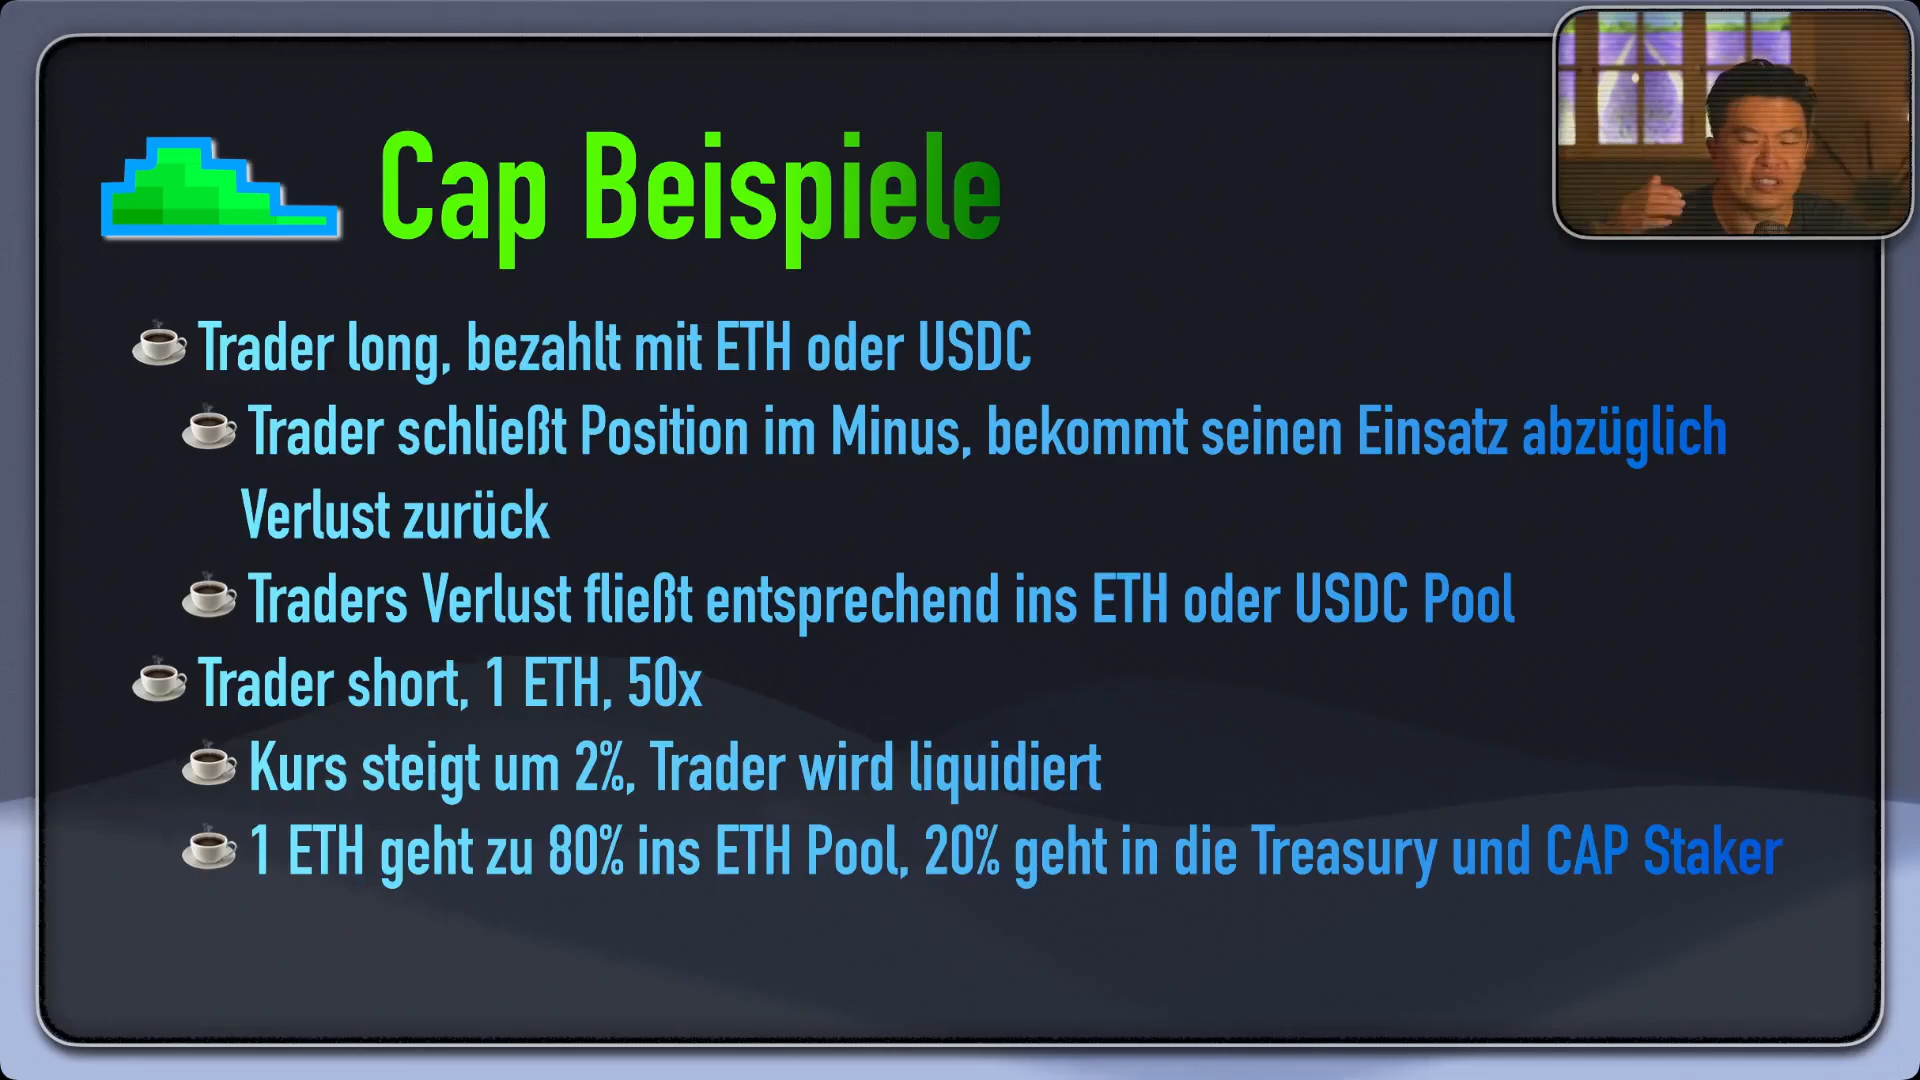 Cap Beispiele
Trader long, bezahlt mit ETH oder USDC
Trader schließt Position im Minus, bekommt seinen Einsatz abzüglich
Verlust zurück
Traders Verlust fließt entsprechend ins ETH oder USDC Pool
Trader short, 1 ETH, 50x
Kurs steigt um 2%, Trader wird liquidiert
1 ETH geht zu 80% ins ETH Pool, 20% geht in die Treasury und CAP Staker